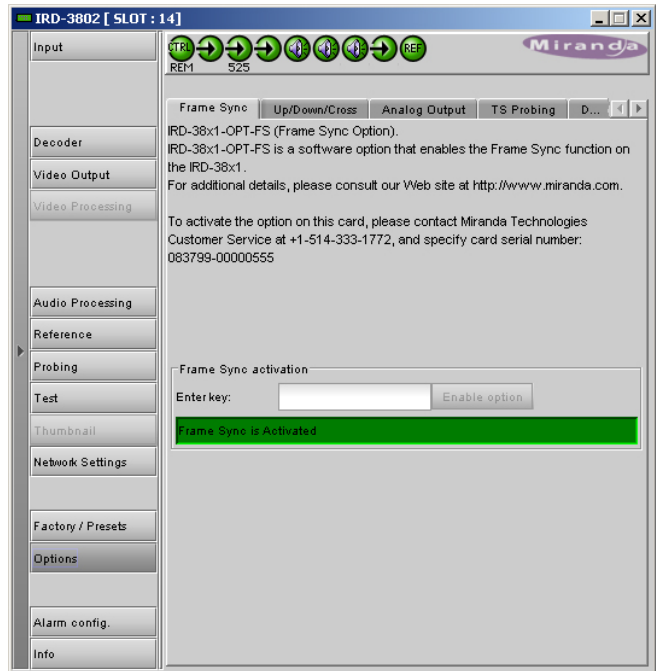 IRD-3802 [ SLOT : 14]
Input
CTRL
REF
REM
525
Miranda
Frame Sync
Up/Down/Cross
Analog Output
TS Probing
D...
IRD-38x1-OPT-FS (Frame Sync Option).
IRD-38x1-OPT-FS is a software option that enables the Frame Sync function on
the IRD-38x1.
For additional details, please consult our Web site at http://www.miranda.com.
To activate the option on this card, please contact Miranda Technologies
Customer Service at +1-514-333-1772, and specify card serial number:
083799-00000555
Decoder
Video Output
Video Processing
Audio Processing
Reference
Probing
Test
Thumbnail
Network Settings
Factory / Presets
Options
Alarm config.
Info
Frame Sync activation
Enter key:
Enable option
Frame Sync is Activated